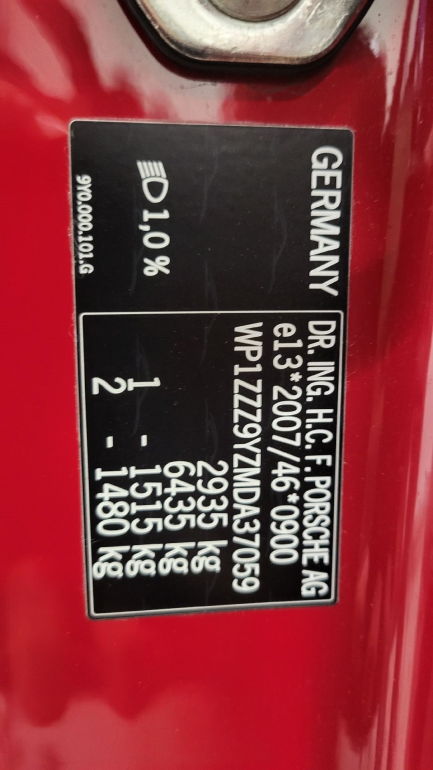 GERMANY
1,0 %
9Y0.000.101.G
DR. ING. H.C. F. PORSCHE AG
e13*2007/46*0900
WP1ZZZ9YZMDA37059
2935 kg
6435 kg
1 - 1515 kg
2 - 1480 kg